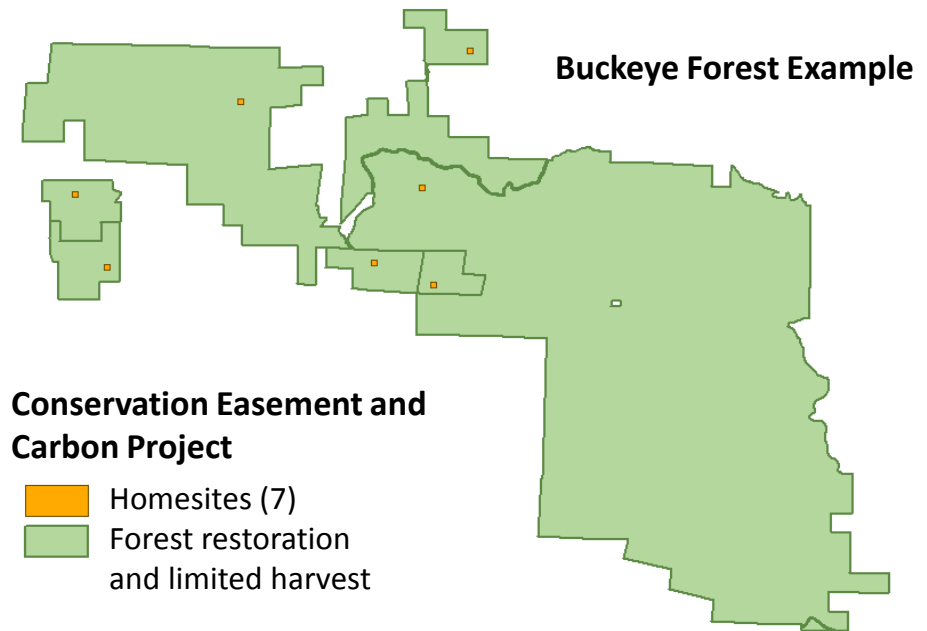 Buckeye Forest Example
Conservation Easement and
Carbon Project
Homesites (7)
Forest restoration
and limited harvest